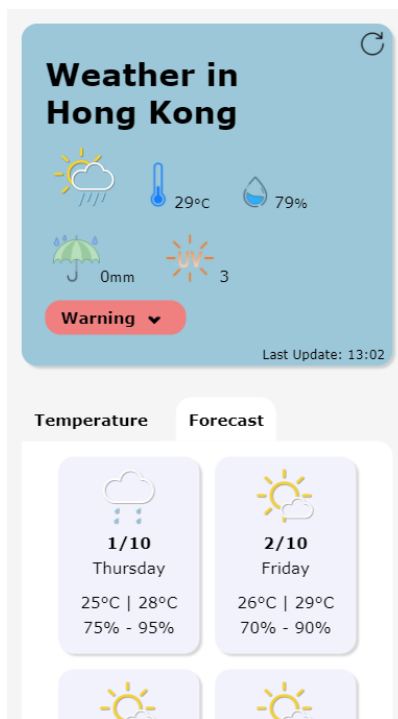 Weather in
Hong Kong
29°C
79%
0mm
UV
3
Warning
Last Update: 13:02
Temperature
Forecast
1/10
Thursday
25°C | 28°C
75% - 95%
2/10
Friday
26°C | 29°C
70% - 90%